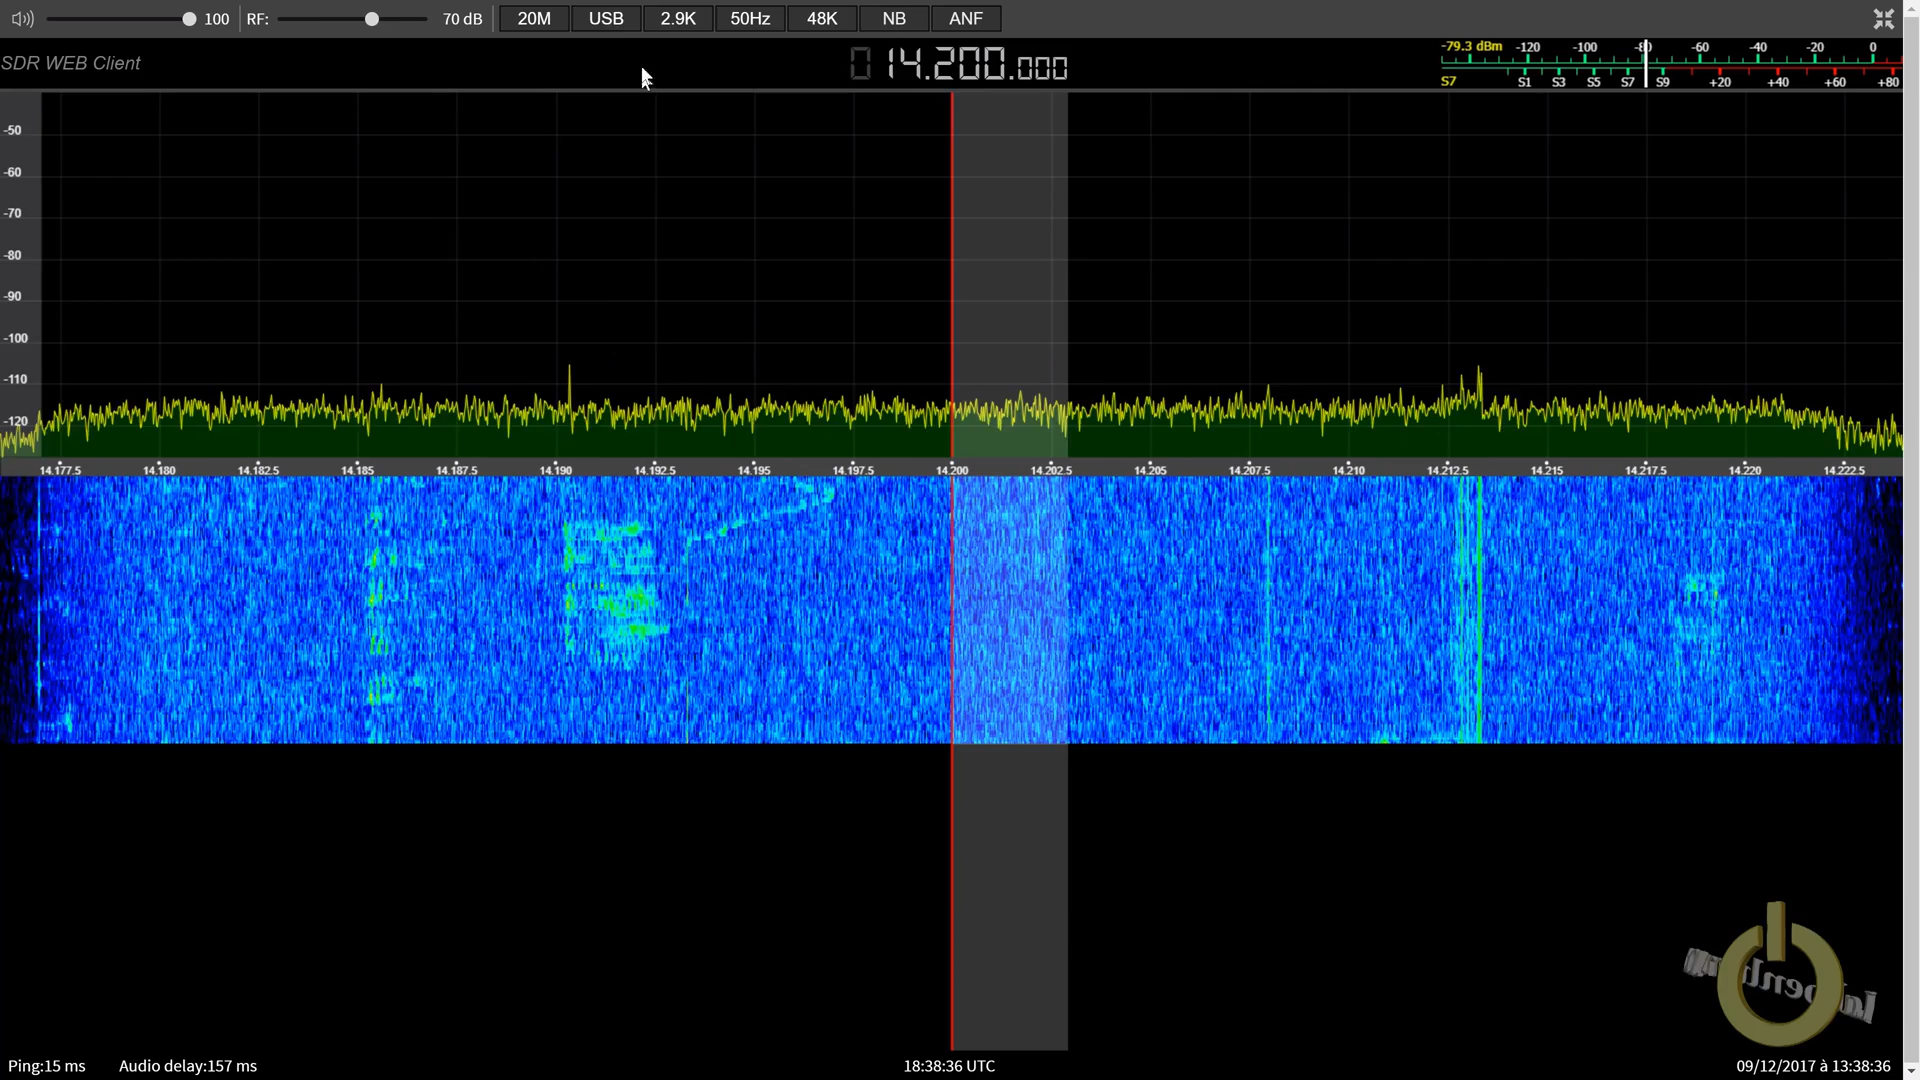 100 RF: 70 dB 20M USB 2.9K 50Hz 48K NB ANF
SDR WEB Client
14.200.000
-79.3 dBm -120 -100 -80 -60 -40 -20 0
S7 S1 S3 S5 S7 S9 +20 +40 +60 +80
-50
-60
-70
-80
-90
-100
-110
-120
14.177.5 14.180 14.182.5 14.185 14.187.5 14.190 14.192.5 14.195 14.197.5 14.200 14.202.5 14.205 14.207.5 14.210 14.212.5 14.215 14.217.5 14.220 14.222.5
Ping:15 ms Audio delay:157 ms 18:38:36 UTC 09/12/2017 à 13:38:36